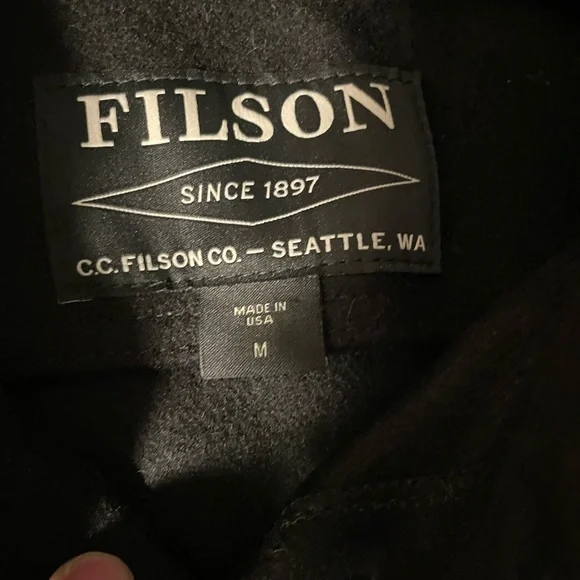 FILSON
SINCE 1897
C.C. FILSON CO. — SEATTLE, WA
MADE IN
USA
M